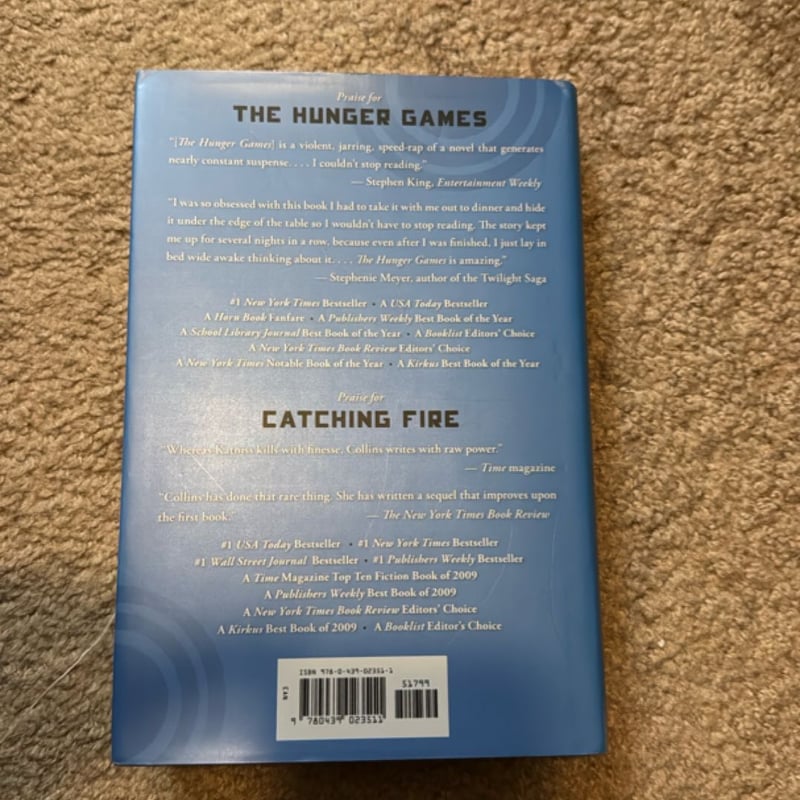 Praise for
THE HUNGER GAMES
“[The Hunger Games] is a violent, jarring, speed-rap of a novel that generates
nearly constant suspense. . . . I couldn’t stop reading.”
— Stephen King, Entertainment Weekly
“I was so obsessed with this book I had to take it with me out to dinner and hide
it under the edge of the table so I wouldn’t have to stop reading. The story kept
me up for several nights in a row, because even after I was finished, I just lay in
bed wide awake thinking about it. . . . The Hunger Games is amazing.”
— Stephenie Meyer, author of the Twilight Saga
#1 New York Times Bestseller • A USA Today Bestseller
A Horn Book Fanfare • A Publishers Weekly Best Book of the Year
A School Library Journal Best Book of the Year • A Booklist Editors’ Choice
A New York Times Book Review Editors’ Choice
A New York Times Notable Book of the Year • A Kirkus Best Book of the Year
Praise for
CATCHING FIRE
“Whereas Katniss kills with finesse, Collins writes with raw power.”
— Time magazine
“Collins has done that rare thing. She has written a sequel that improves upon
the first book.” — The New York Times Book Review
#1 USA Today Bestseller • #1 New York Times Bestseller
#1 Wall Street Journal Bestseller • #1 Publishers Weekly Bestseller
A Time Magazine Top Ten Fiction Book of 2009
A Publishers Weekly Best Book of 2009
A New York Times Book Review Editors’ Choice
A Kirkus Best Book of 2009 • A Booklist Editor’s Choice
ISBN 978-0-439-02351-1
51799
EAN
9 780439 023511